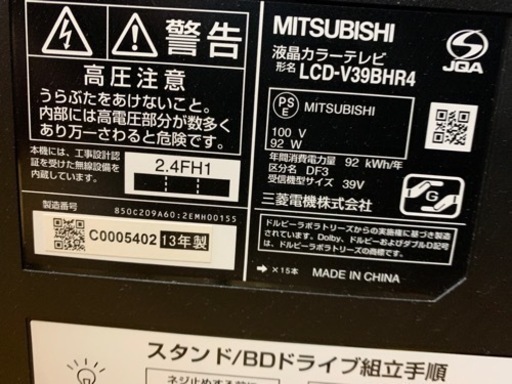 警告
高圧注意
うらぶたをあけないこと。
内部には高電圧部分が数多く
あり万一さわると危険です。
本機には、工事設計認
証を受けた無線設備を
内蔵しています。
2.4FH1
製造番号
850C209A60:2EMH00155
C0005402 13年製
MITSUBISHI
液晶カラーテレビ
形名 LCD-V39BHR4
JQA
PS
E
MITSUBISHI
100 V
92 W
年間消費電力量 92 kWh/年
区分名 DF3
受信機型サイズ 39V
三菱電機株式会社
G
ドルビーラボラトリーズからの実施権に基づき製造
されています。Dolby、ドルビーおよびダブルD記号
は、ドルビーラボラトリーズの商標です。
→ ×15本 MADE IN CHINA
スタンド/BDドライブ組立手順